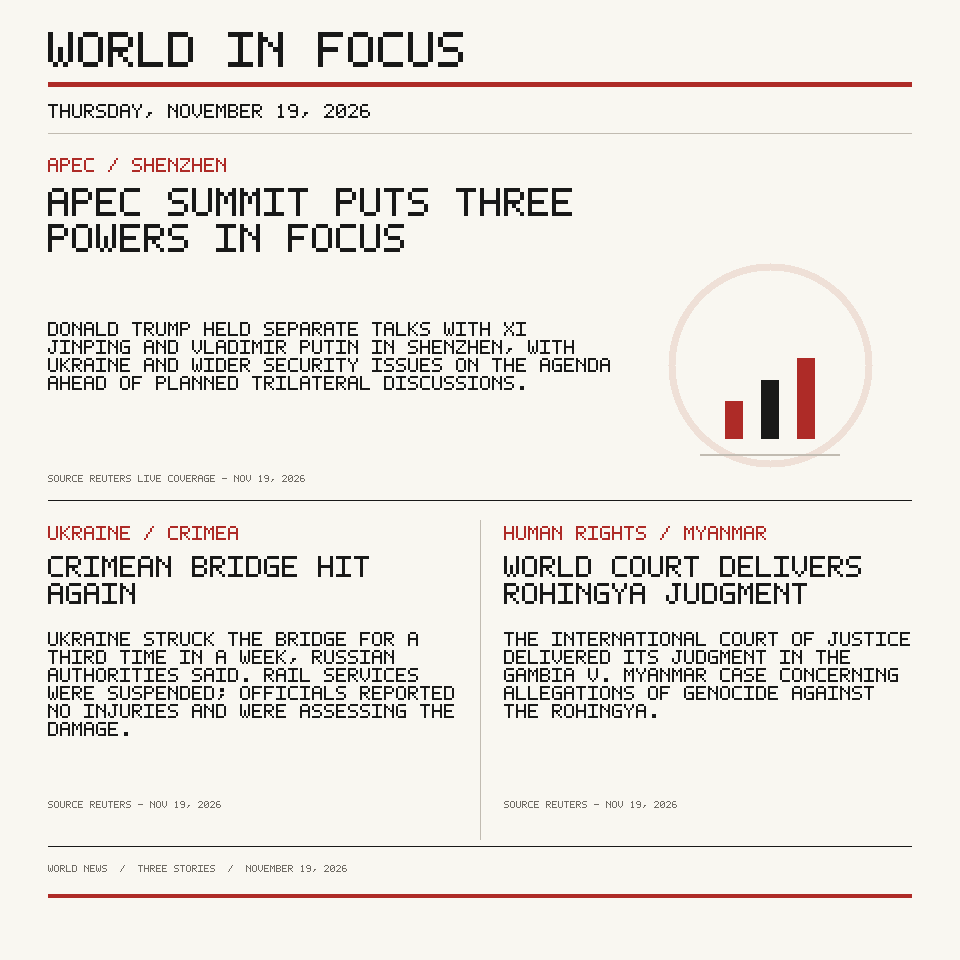 WORLD IN FOCUS
THURSDAY, NOVEMBER 19, 2026
APEC / SHENZHEN
APEC SUMMIT PUTS THREE
POWERS IN FOCUS
DONALD TRUMP HELD SEPARATE TALKS WITH XI
JINPING AND VLADIMIR PUTIN IN SHENZHEN, WITH
UKRAINE AND WIDER SECURITY ISSUES ON THE AGENDA
AHEAD OF PLANNED TRILATERAL DISCUSSIONS.
SOURCE REUTERS LIVE COVERAGE - NOV 19, 2026
UKRAINE / CRIMEA
CRIMEAN BRIDGE HIT
AGAIN
UKRAINE STRUCK THE BRIDGE FOR A
THIRD TIME IN A WEEK, RUSSIAN
AUTHORITIES SAID. RAIL SERVICES
WERE SUSPENDED; OFFICIALS REPORTED
NO INJURIES AND WERE ASSESSING THE
DAMAGE.
SOURCE REUTERS - NOV 19, 2026
HUMAN RIGHTS / MYANMAR
WORLD COURT DELIVERS
ROHINGYA JUDGMENT
THE INTERNATIONAL COURT OF JUSTICE
DELIVERED ITS JUDGMENT IN THE
GAMBIA V. MYANMAR CASE CONCERNING
ALLEGATIONS OF GENOCIDE AGAINST
THE ROHINGYA.
SOURCE REUTERS - NOV 19, 2026
WORLD NEWS / THREE STORIES / NOVEMBER 19, 2026